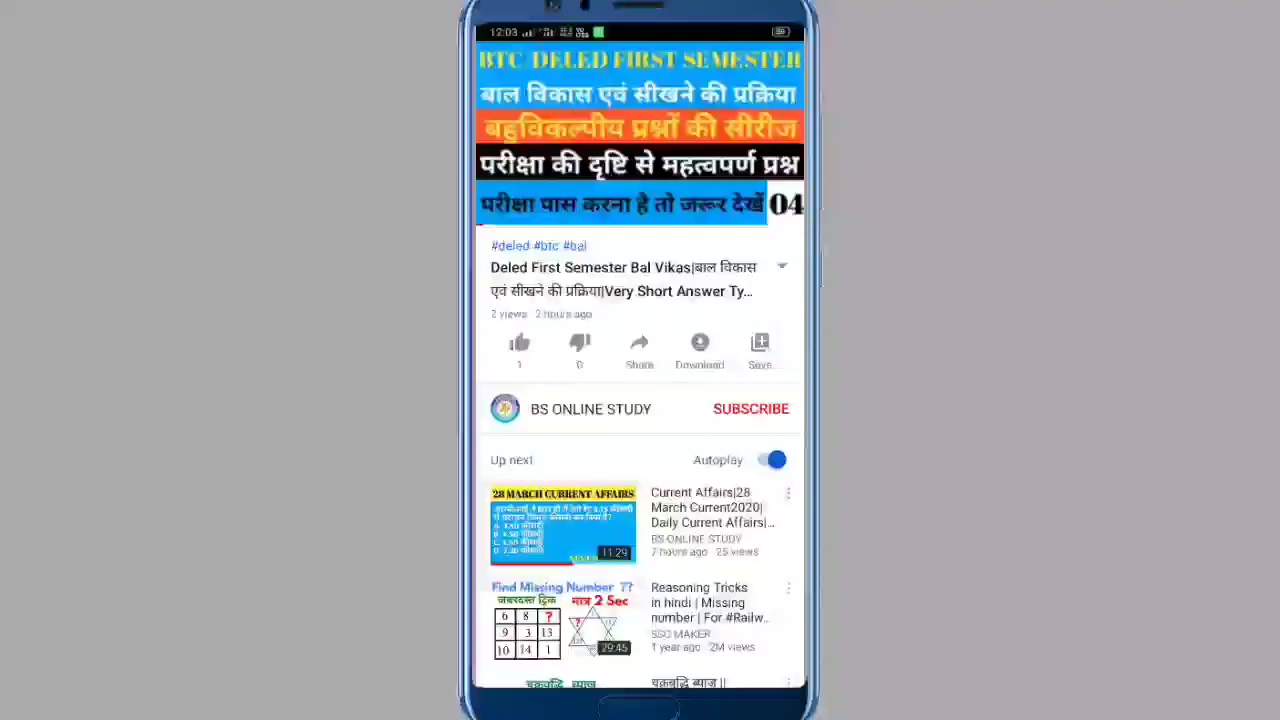 12:03
BTC DELED FIRST SEMESTER
बाल विकास एवं सीखने की प्रक्रिया
बहुविकल्पीय प्रश्नों की सीरीज
परीक्षा की दृष्टि से महत्वपर्ण प्रश्न
परीक्षा पास करना है तो जरूर देखें 04
#deled #btc #bal
Deled First Semester Bal Vikas|बाल विकास
एवं सीखने की प्रक्रिया|Very Short Answer Ty...
2 views 2 hours ago
1 0 Share Download Save
BS ONLINE STUDY SUBSCRIBE
Up next Autoplay
28 MARCH CURRENT AFFAIRS
11:29
Current Affairs|28
March Current2020|
Daily Current Affairs|...
BS ONLINE STUDY
7 hours ago 25 views
Find Missing Number ??
जबरदस्त ट्रिक मात्र 2 Sec
6 8 ?
9 3 13
10 14 1
?
29:45
Reasoning Tricks
in hindi | Missing
number | For #Railw...
SSC MAKER
1 year ago 2M views
चक्रवृद्धि ब्याज
चक्रवृद्धि ब्याज ||